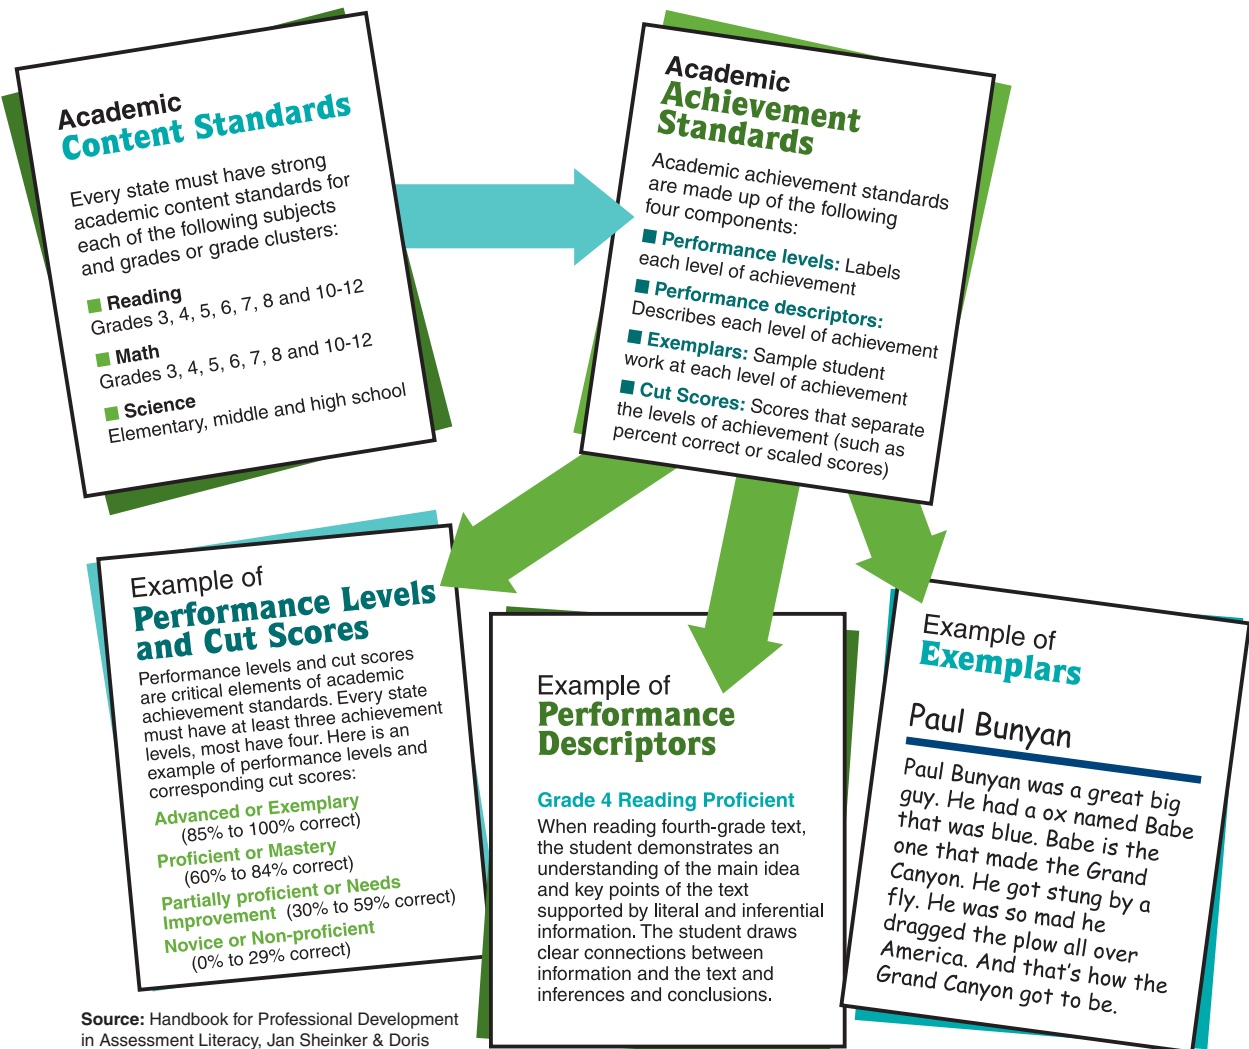 Academic
Content Standards
Every state must have strong
academic content standards for
each of the following subjects
and grades or grade clusters:
■ Reading
Grades 3, 4, 5, 6, 7, 8 and 10-12
■ Math
Grades 3, 4, 5, 6, 7, 8 and 10-12
■ Science
Elementary, middle and high school
Academic
Achievement
Standards
Academic achievement standards
are made up of the following
four components:
■ Performance levels: Labels
each level of achievement
■ Performance descriptors:
Describes each level of achievement
■ Exemplars: Sample student
work at each level of achievement
■ Cut Scores: Scores that separate
the levels of achievement (such as
percent correct or scaled scores)
Example of
Performance Levels
and Cut Scores
Performance levels and cut scores
are critical elements of academic
achievement standards. Every state
must have at least three achievement
levels, most have four. Here is an
example of performance levels and
corresponding cut scores:
Advanced or Exemplary
(85% to 100% correct)
Proficient or Mastery
(60% to 84% correct)
Partially proficient or Needs
Improvement (30% to 59% correct)
Novice or Non-proficient
(0% to 29% correct)
Example of
Performance
Descriptors
Grade 4 Reading Proficient
When reading fourth-grade text,
the student demonstrates an
understanding of the main idea
and key points of the text
supported by literal and inferential
information. The student draws
clear connections between
information and the text and
inferences and conclusions.
Example of
Exemplars
Paul Bunyan
Paul Bunyan was a great big
guy. He had a ox named Babe
that was blue. Babe is the
one that made the Grand
Canyon. He got stung by a
fly. He was so mad he
dragged the plow all over
America. And that's how the
Grand Canyon got to be.
Source: Handbook for Professional Development
in Assessment Literacy, Jan Sheinker & Doris